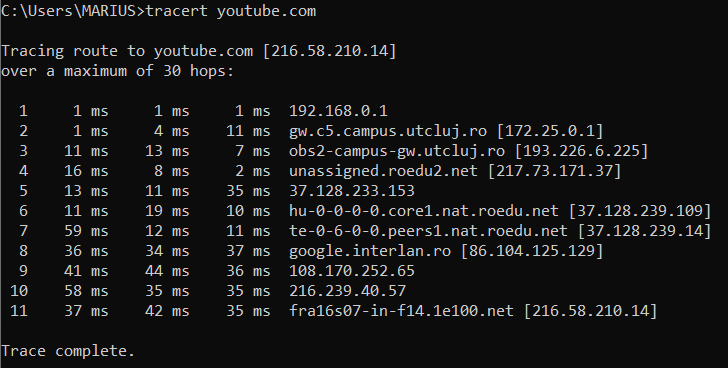 C:\Users\MARIUS>tracert youtube.com
Tracing route to youtube.com [216.58.210.14]
over a maximum of 30 hops:
1 1 ms 1 ms 1 ms 192.168.0.1
2 1 ms 4 ms 11 ms gw.c5.campus.utcluj.ro [172.25.0.1]
3 11 ms 13 ms 7 ms obs2-campus-gw.utcluj.ro [193.226.6.225]
4 16 ms 8 ms 2 ms unassigned.roedu2.net [217.73.171.37]
5 13 ms 11 ms 35 ms 37.128.233.153
6 11 ms 19 ms 10 ms hu-0-0-0-0.core1.nat.roedu.net [37.128.239.109]
7 59 ms 12 ms 11 ms te-0-6-0-0.peers1.nat.roedu.net [37.128.239.14]
8 36 ms 34 ms 37 ms google.interlan.ro [86.104.125.129]
9 41 ms 44 ms 36 ms 108.170.252.65
10 58 ms 35 ms 35 ms 216.239.40.57
11 37 ms 42 ms 35 ms fra16s07-in-f14.1e100.net [216.58.210.14]
Trace complete.